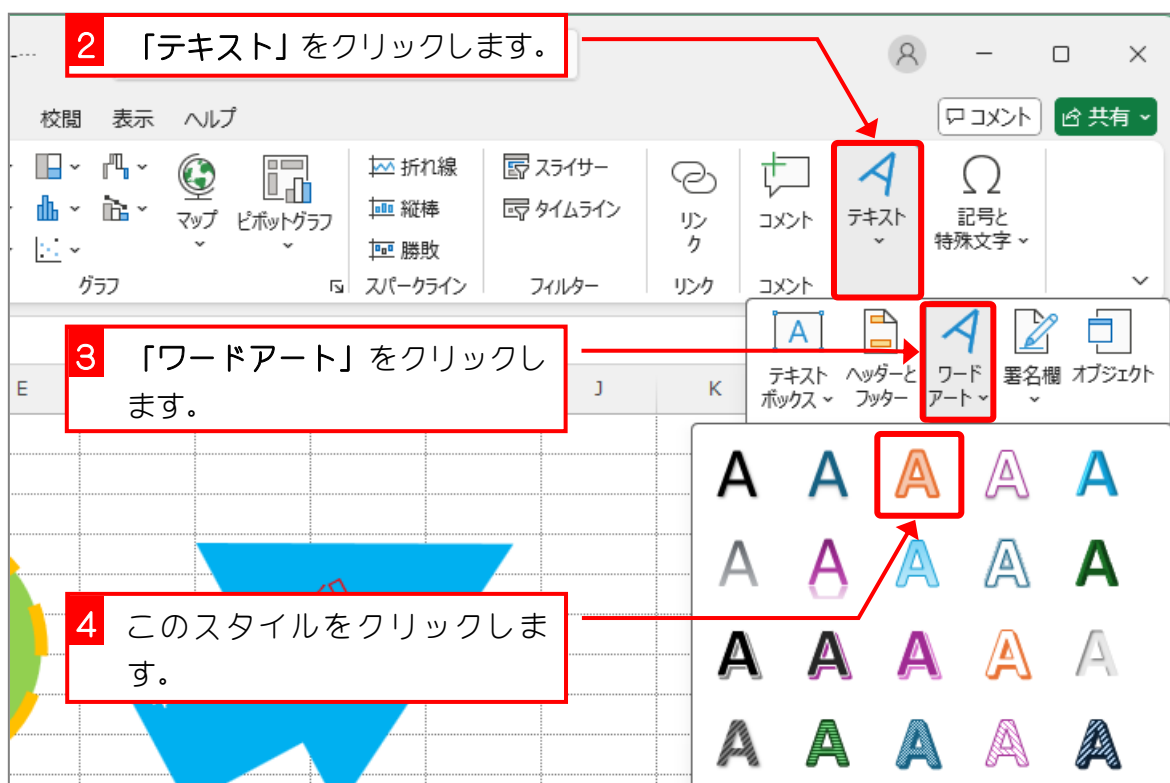 2 「テキスト」をクリックします。
校閲 表示 ヘルプ コメント 共有
マップ ピボットグラフ 折れ線 縦棒 勝敗 スライサー タイムライン リン
ク コメント テキスト 記号と
特殊文字
グラフ スパークライン フィルター リンク コメント
3 「ワードアート」をクリックし
ます。
テキスト
ボックス ヘッダーと
フッター ワード
アート 署名欄 オブジェクト
E J K
A A A A A
A A A A A
4 このスタイルをクリックしま
す。
A A A A A
A A A A A